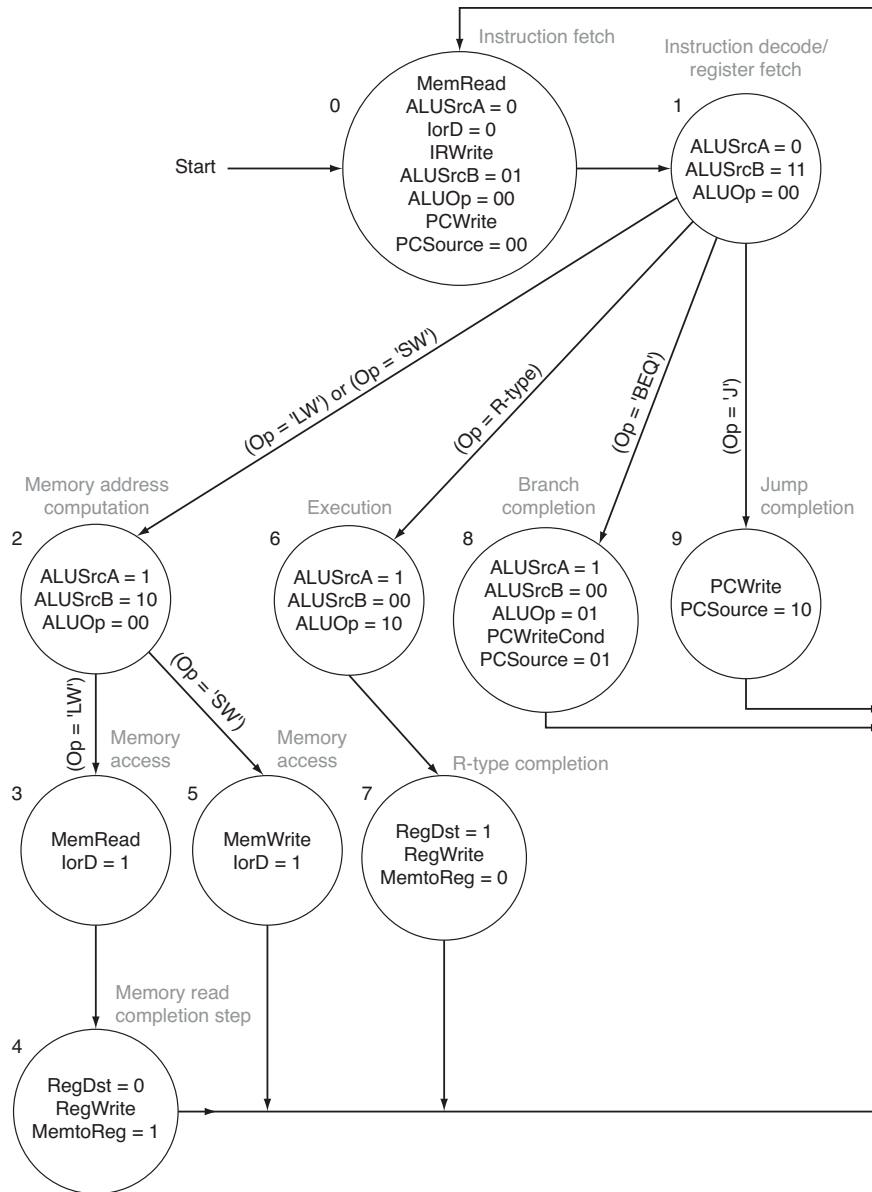 Instruction fetch
Instruction decode/
register fetch
0
MemRead
ALUSrcA = 0
IorD = 0
IRWrite
ALUSrcB = 01
ALUOp = 00
PCWrite
PCSource = 00
1
ALUSrcA = 0
ALUSrcB = 11
ALUOp = 00
Start
(Op = 'LW') or (Op = 'SW')
(Op = R-type)
(Op = 'BEQ')
(Op = 'J')
Memory address
computation
2
ALUSrcA = 1
ALUSrcB = 10
ALUOp = 00
Execution
6
ALUSrcA = 1
ALUSrcB = 00
ALUOp = 10
Branch
completion
8
ALUSrcA = 1
ALUSrcB = 00
ALUOp = 01
PCWriteCond
PCSource = 01
Jump
completion
9
PCWrite
PCSource = 10
(Op = 'LW')
(Op = 'SW')
Memory
access
3
MemRead
IorD = 1
Memory
access
5
MemWrite
IorD = 1
R-type completion
7
RegDst = 1
RegWrite
MemtoReg = 0
Memory read
completion step
4
RegDst = 0
RegWrite
MemtoReg = 1